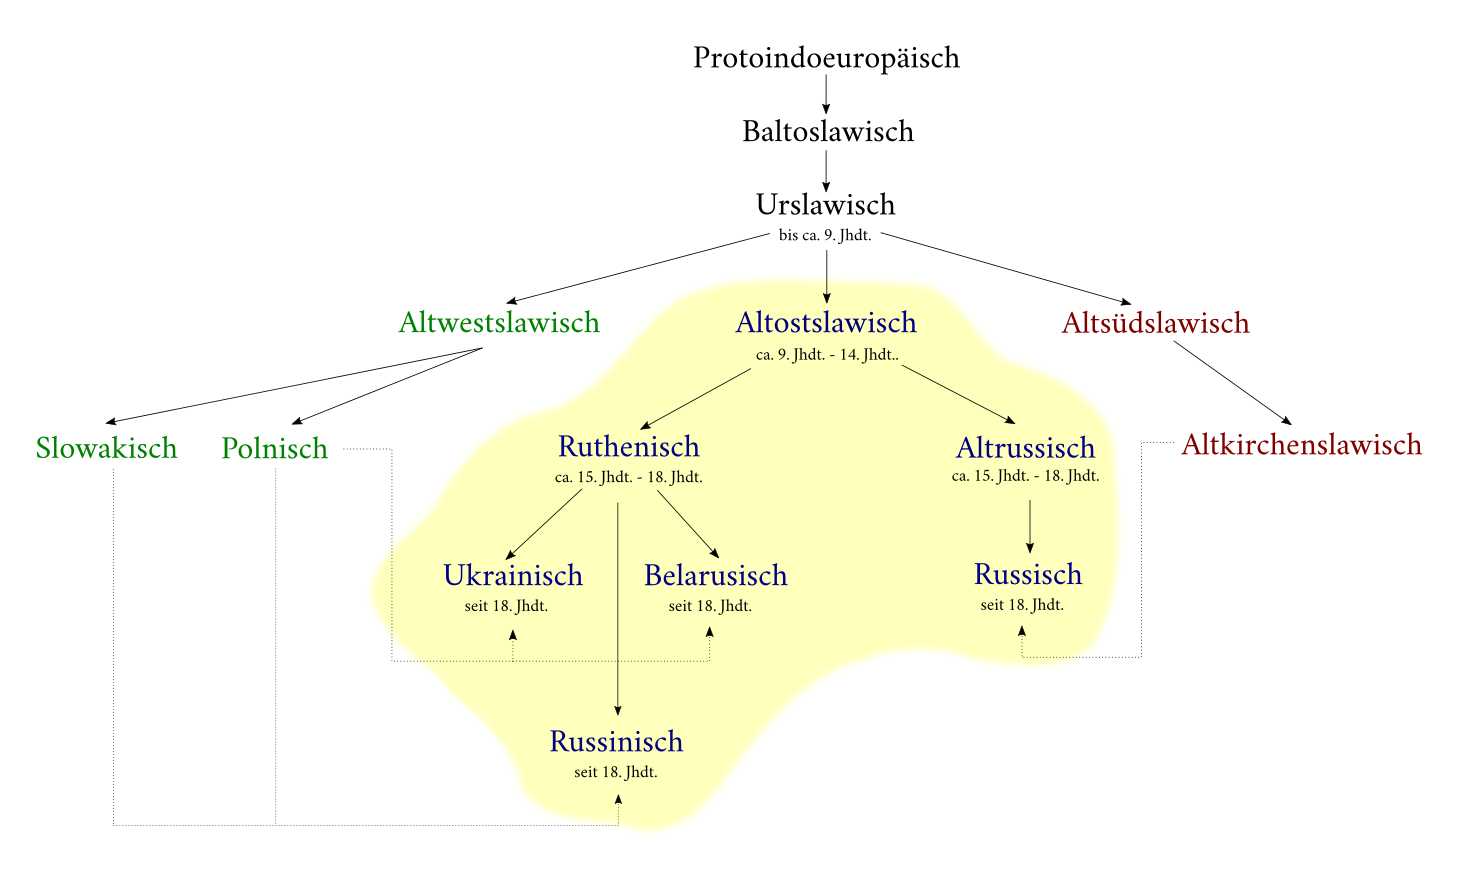 Protoindoeuropäisch
Baltoslawisch
Urslawisch
bis ca. 9. Jhdt.
Altwestslawisch
Altostslawisch
ca. 9. Jhdt. - 14. Jhdt..
Altsüdslawisch
Slowakisch
Polnisch
Ruthenisch
ca. 15. Jhdt. - 18. Jhdt.
Altrussisch
ca. 15. Jhdt. - 18. Jhdt.
Altkirchenslawisch
Ukrainisch
seit 18. Jhdt.
Belarusisch
seit 18. Jhdt.
Russisch
seit 18. Jhdt.
Russinisch
seit 18. Jhdt.